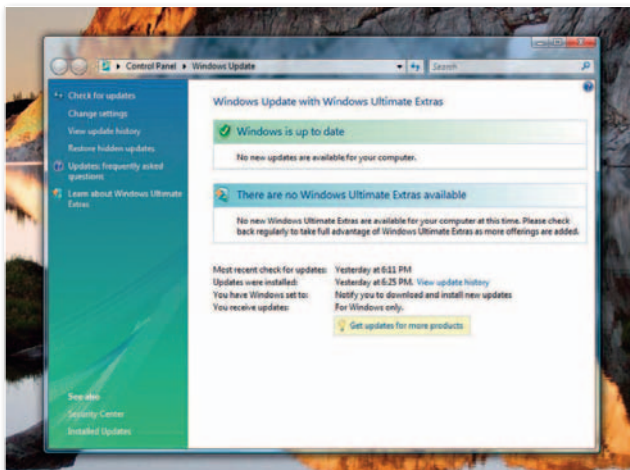 Control Panel
Windows Update
Search
Check for updates
Change settings
View update history
Restore hidden updates
Updates: frequently asked
questions
Learn about Windows Ultimate
Extras
Windows Update with Windows Ultimate Extras
Windows is up to date
No new updates are available for your computer.
There are no Windows Ultimate Extras available
No new Windows Ultimate Extras are available for your computer at this time. Please check
back regularly to take full advantage of Windows Ultimate Extras as more offerings are added.
Most recent check for updates: Yesterday at 6:11 PM
Updates were installed: Yesterday at 6:25 PM. View update history
You have Windows set to: Notify you to download and install new updates
You receive updates: For Windows only.
Get updates for more products
See also
Security Center
Installed Updates